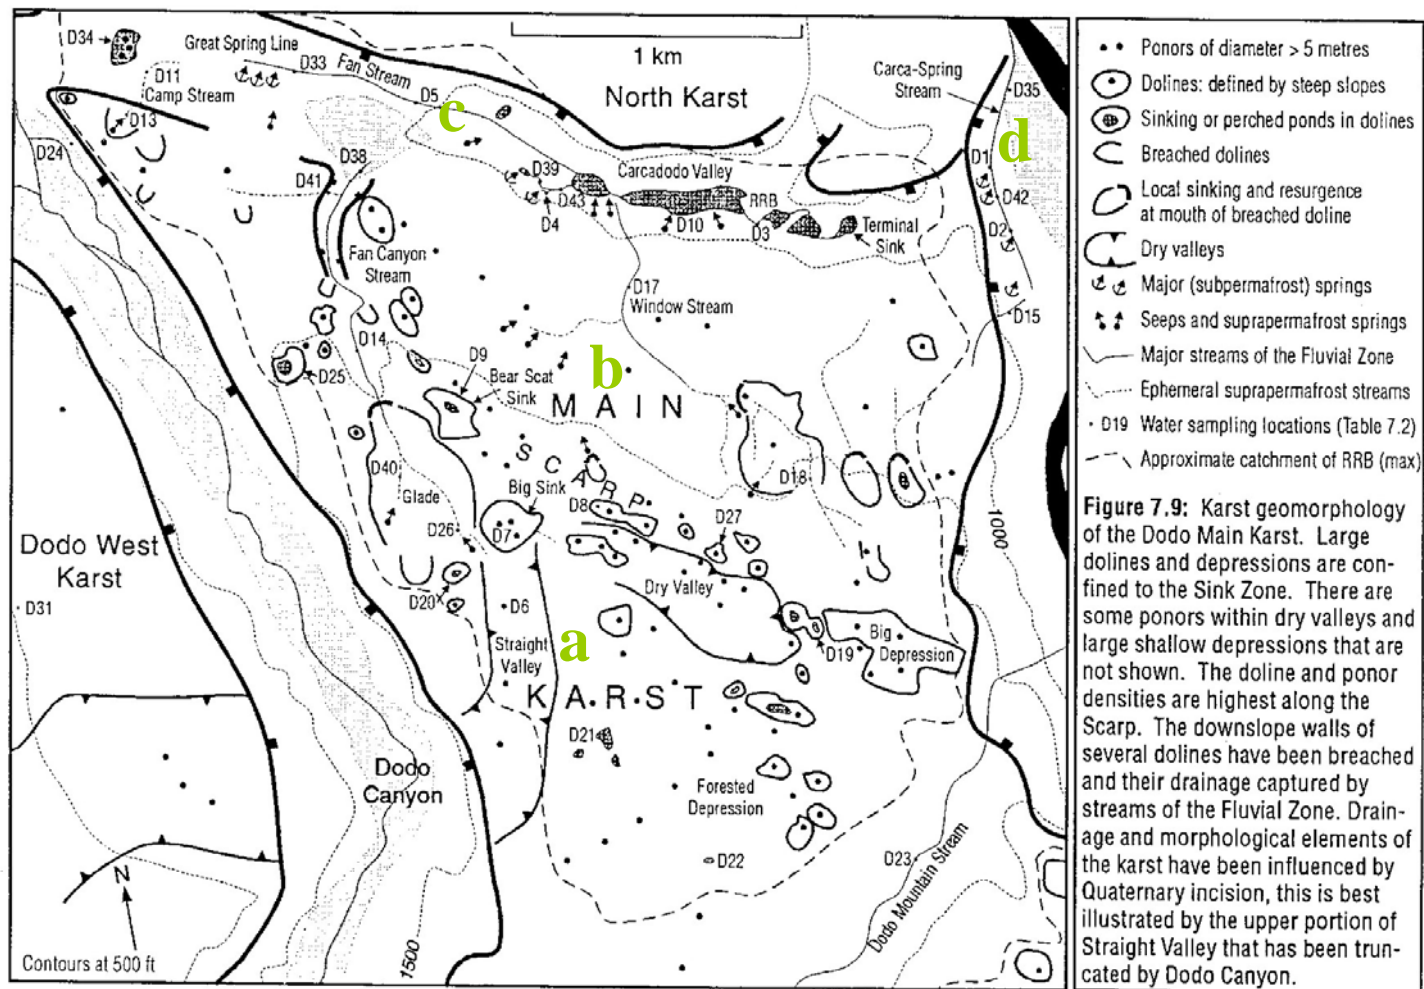 D34
Great Spring Line
D33
Fan Stream
D11
Camp Stream
D5
c
D13
D24
D38
D41
1 km
North Karst
Carca-Spring
Stream
D35
D1
d
D42
D2
D15
Carcadodo Valley
D39
D43
D4
RRB
D10
D3
Terminal
Sink
Fan Canyon
Stream
D17
Window Stream
D14
D9
Bear Scat
Sink
D25
b
MAIN
SCARP
D40
Glade
Big Sink
D8
D18
D26
D7
D27
Dodo West
Karst
D31
D20
D6
Dry Valley
Straight
Valley
a
D19
Big
Depression
KARST
D21
Dodo
Canyon
Forested
Depression
D22
D23
Dodo Mountain Stream
1000
1500
N
Contours at 500 ft
Ponors of diameter > 5 metres
Dolines: defined by steep slopes
Sinking or perched ponds in dolines
Breached dolines
Local sinking and resurgence
at mouth of breached doline
Dry valleys
Major (subpermafrost) springs
Seeps and suprapermafrost springs
Major streams of the Fluvial Zone
Ephemeral suprapermafrost streams
D19 Water sampling locations (Table 7.2)
Approximate catchment of RRB (max)
Figure 7.9: Karst geomorphology
of the Dodo Main Karst. Large
dolines and depressions are con-
fined to the Sink Zone. There are
some ponors within dry valleys and
large shallow depressions that are
not shown. The doline and ponor
densities are highest along the
Scarp. The downslope walls of
several dolines have been breached
and their drainage captured by
streams of the Fluvial Zone. Drain-
age and morphological elements of
the karst have been influenced by
Quaternary incision, this is best
illustrated by the upper portion of
Straight Valley that has been trun-
cated by Dodo Canyon.